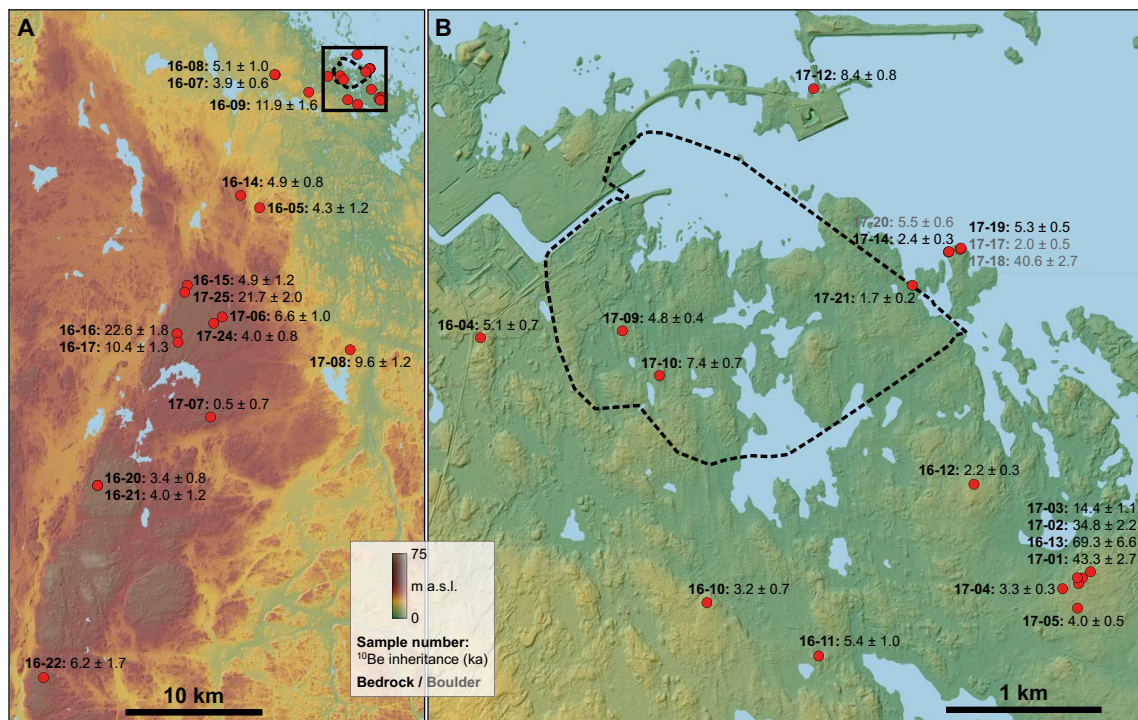 A
16-08: 5.1 ± 1.0
16-07: 3.9 ± 0.6
16-09: 11.9 ± 1.6
16-14: 4.9 ± 0.8
16-05: 4.3 ± 1.2
16-15: 4.9 ± 1.2
17-25: 21.7 ± 2.0
17-06: 6.6 ± 1.0
16-16: 22.6 ± 1.8
17-24: 4.0 ± 0.8
16-17: 10.4 ± 1.3
17-08: 9.6 ± 1.2
17-07: 0.5 ± 0.7
16-20: 3.4 ± 0.8
16-21: 4.0 ± 1.2
16-22: 6.2 ± 1.7
10 km
75
m a.s.l.
0
Sample number:
¹⁰Be inheritance (ka)
Bedrock / Boulder
B
17-12: 8.4 ± 0.8
17-20: 5.5 ± 0.6
17-19: 5.3 ± 0.5
17-14: 2.4 ± 0.3
17-17: 2.0 ± 0.5
17-18: 40.6 ± 2.7
17-21: 1.7 ± 0.2
16-04: 5.1 ± 0.7
17-09: 4.8 ± 0.4
17-10: 7.4 ± 0.7
16-12: 2.2 ± 0.3
17-03: 14.4 ± 1.1
17-02: 34.8 ± 2.2
16-13: 69.3 ± 6.6
17-01: 43.3 ± 2.7
17-04: 3.3 ± 0.3
17-05: 4.0 ± 0.5
16-10: 3.2 ± 0.7
16-11: 5.4 ± 1.0
1 km